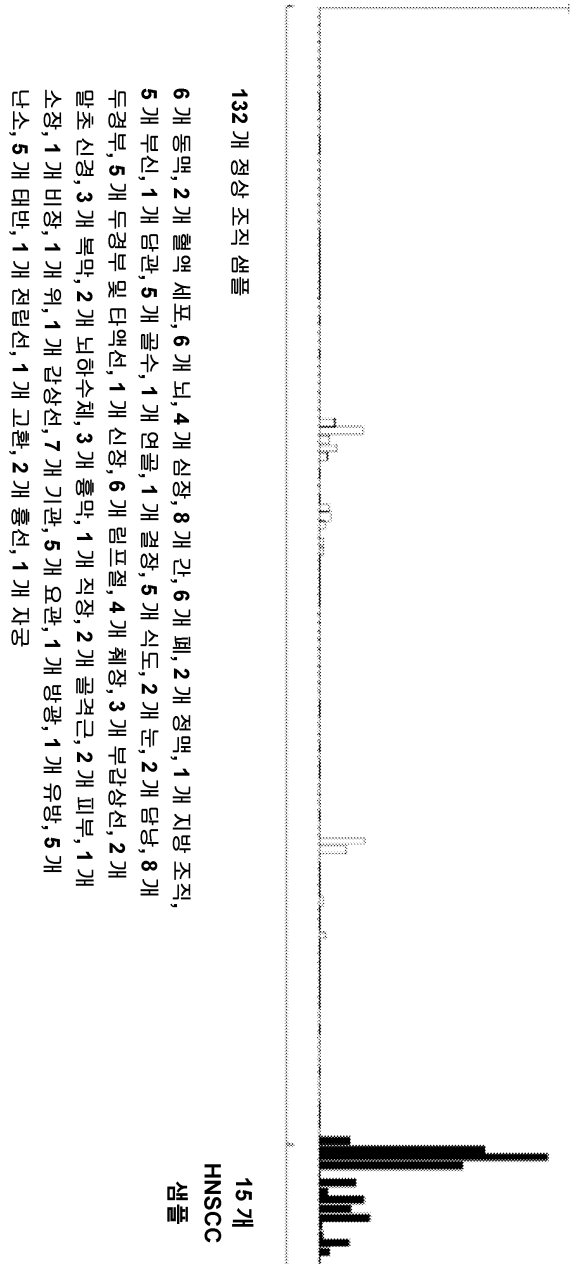 132 개 정상 조직 샘플
6 개 동맥, 2 개 혈액 세포, 6 개 뇌, 4 개 심장, 8 개 간, 6 개 폐, 2 개 정맥, 1 개 지방 조직,
5 개 부신, 1 개 담관, 5 개 골수, 1 개 연골, 1 개 결장, 5 개 식도, 2 개 눈, 2 개 담낭, 8 개
두경부, 5 개 두경부 및 타액선, 1 개 신장, 6 개 림프절, 4 개 췌장, 3 개 부갑상선, 2 개
말초 신경, 3 개 복막, 2 개 뇌하수체, 3 개 흉막, 1 개 직장, 2 개 골격근, 2 개 피부, 1 개
소장, 1 개 비장, 1 개 위, 1 개 갑상선, 7 개 기관, 5 개 요관, 1 개 방광, 1 개 유방, 5 개
난소, 5 개 태반, 1 개 전립선, 1 개 고환, 2 개 흉선, 1 개 자궁
15 개
HNSCC
샘플